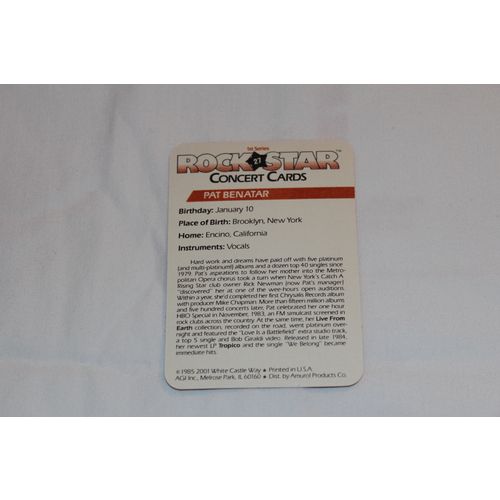 1st Series
ROCK 27 STAR™
CONCERT CARDS
PAT BENATAR
Birthday: January 10
Place of Birth: Brooklyn, New York
Home: Encino, California
Instruments: Vocals
Hard work and dreams have paid off with five platinum
(and multi-platinum!) albums and a dozen top 40 singles since
1979. Pat's aspirations to follow her mother into the Metro-
politan Opera chorus took a turn when New York's Catch A
Rising Star club owner Rick Newman (now Pat's manager)
"discovered" her at one of the wee-hours open auditions.
Within a year, she'd completed her first Chrysalis Records album
with producer Mike Chapman. More than fifteen million albums
and five hundred concerts later, Pat celebrated her one hour
HBO Special in November, 1983, an FM simulcast screened in
rock clubs across the country. At the same time, her Live From
Earth collection, recorded on the road, went platinum over-
night and featured the "Love Is a Battlefield" extra studio track,
a top 5 single and Bob Giraldi video. Released in late 1984,
her newest LP Tropico and the single "We Belong" became
immediate hits.
©1985 2001 White Castle Way ★ Printed in U.S.A.
AGI Inc., Melrose Park, IL 60160 ★ Dist. by Amurol Products Co.